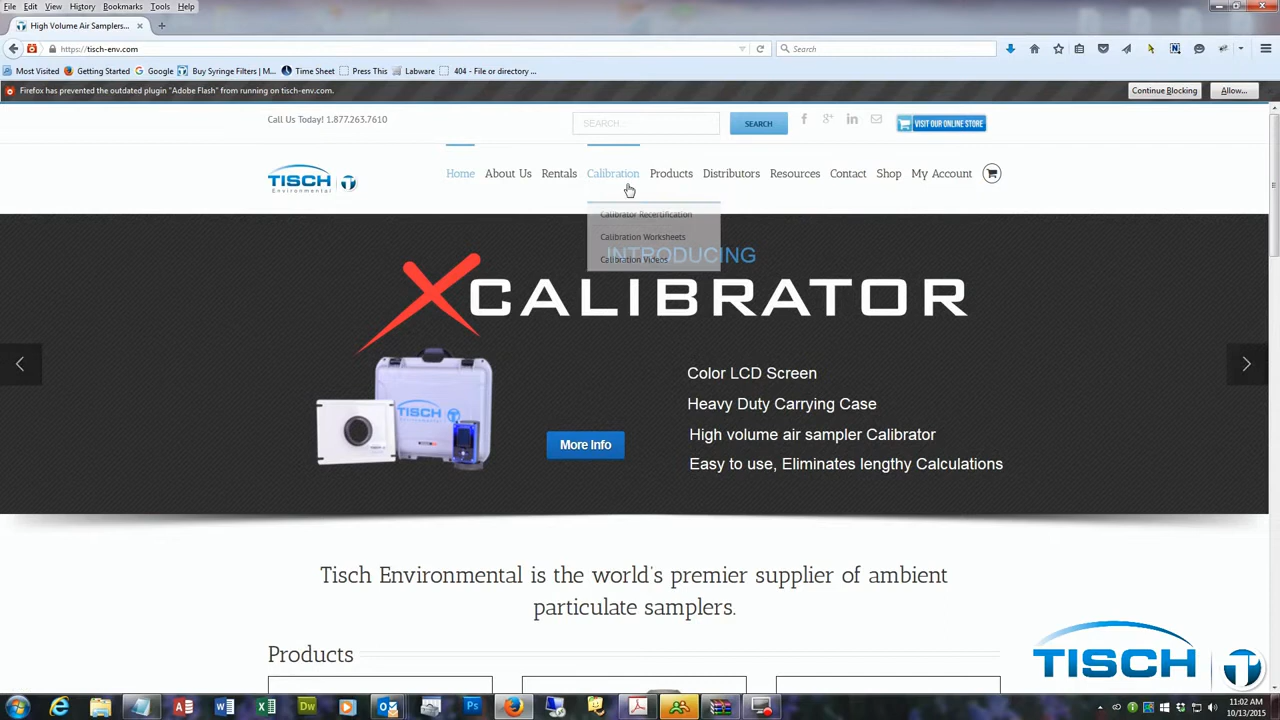 File Edit View History Bookmarks Tools Help
High Volume Air Samplers... × +
https://tisch-env.com
Search
Most Visited Getting Started Google Buy Syringe Filters | M... Time Sheet Press This Labware 404 - File or directory ...
Firefox has prevented the outdated plugin "Adobe Flash" from running on tisch-env.com.
Continue Blocking Allow...
Call Us Today! 1.877.263.7610
SEARCH...
SEARCH
VISIT OUR ONLINE STORE
TISCH
Environmental
Home About Us Rentals Calibration Products Distributors Resources Contact Shop My Account
Calibrator Recertification
Calibration Worksheets
Calibration Videos
INTRODUCING
XCALIBRATOR
TISCH
Color LCD Screen
Heavy Duty Carrying Case
High volume air sampler Calibrator
Easy to use, Eliminates lengthy Calculations
More Info
Tisch Environmental is the world's premier supplier of ambient
particulate samplers.
Products
TISCH
11:02 AM
10/13/2015